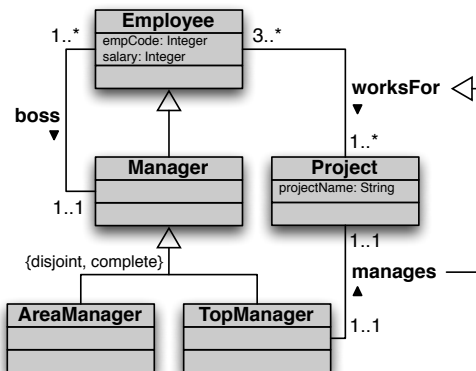 Employee
1..*
empCode: Integer
3..*
salary: Integer
worksFor
boss
1..*
Manager
Project
projectName: String
1..1
1..1
{disjoint, complete}
manages
AreaManager
TopManager
1..1